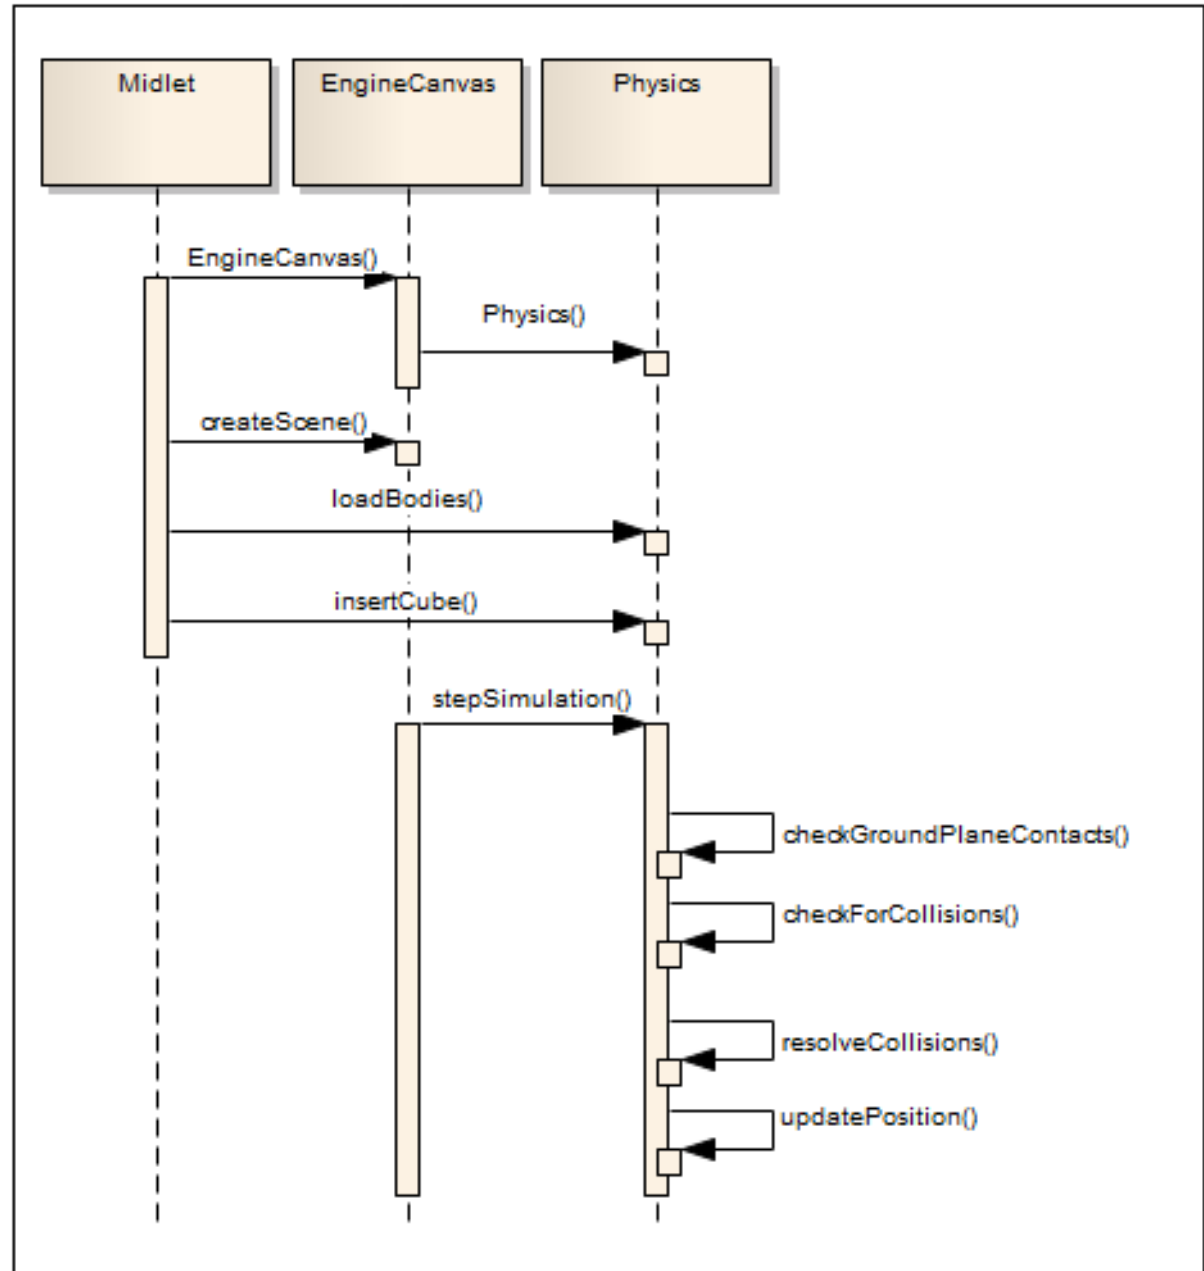 Midlet
EngineCanvas
Physics
EngineCanvas()
Physics()
createScene()
loadBodies()
insertCube()
stepSimulation()
checkGroundPlaneContacts()
checkForCollisions()
resolveCollisions()
updatePosition()